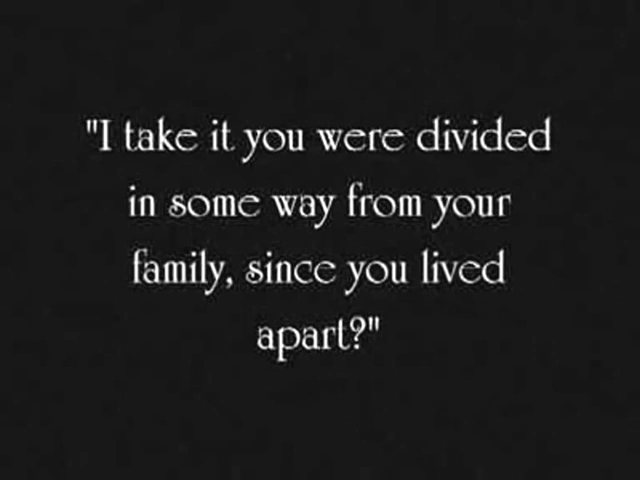 "I take it you were divided
in some way from your
family, since you lived
apart?"